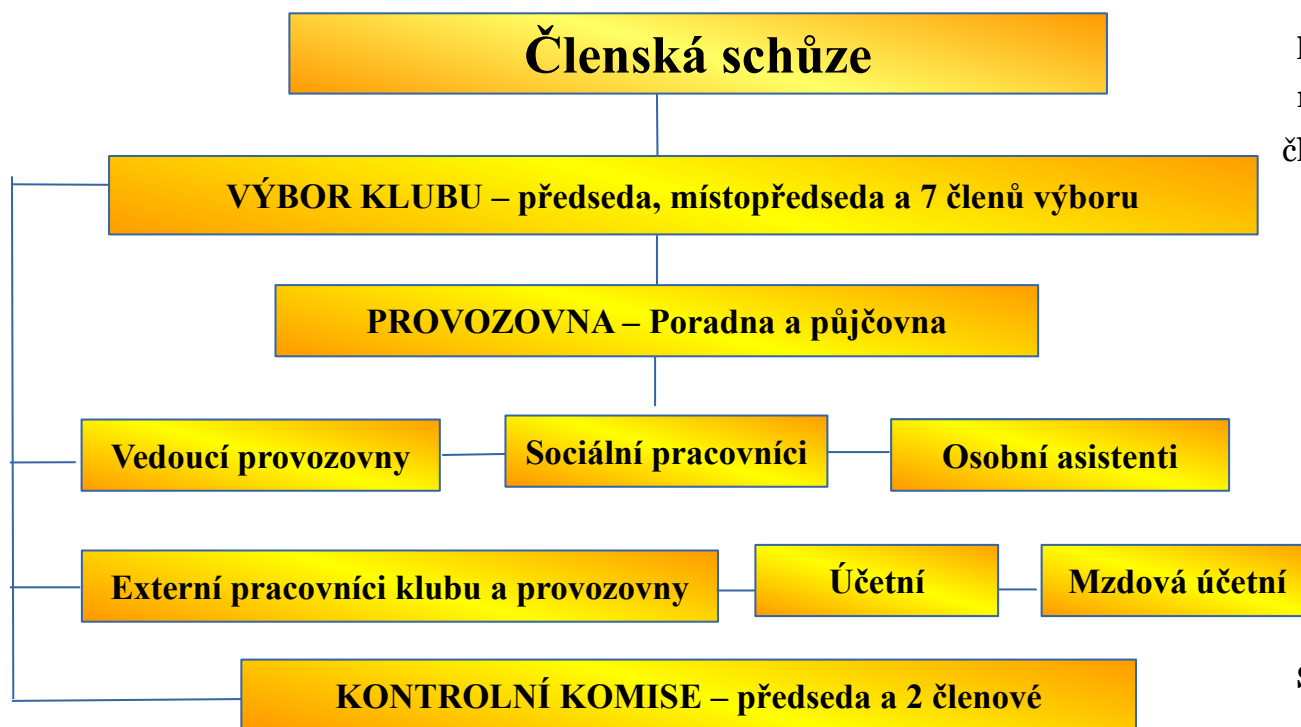 Členská schůze
VÝBOR KLUBU – předseda, místopředseda a 7 členů výboru
PROVOZOVNA – Poradna a půjčovna
Vedoucí provozovny
Sociální pracovníci
Osobní asistenti
Externí pracovníci klubu a provozovny
Účetní
Mzdová účetní
KONTROLNÍ KOMISE – předseda a 2 členové